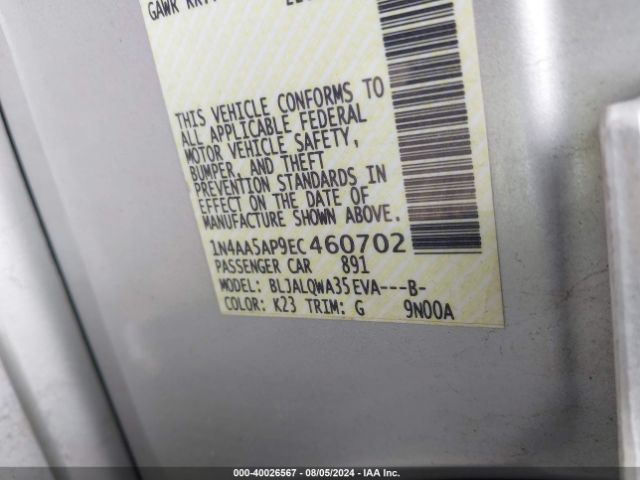 GAWR RR
THIS VEHICLE CONFORMS TO
ALL APPLICABLE FEDERAL
MOTOR VEHICLE SAFETY,
BUMPER, AND THEFT
PREVENTION STANDARDS IN
EFFECT ON THE DATE OF
MANUFACTURE SHOWN ABOVE.
1N4AA5AP9EC460702
PASSENGER CAR 891
MODEL: BLJALQWA35EVA---B-
COLOR: K23 TRIM: G 9N00A
000-40026567 - 08/05/2024 - IAA Inc.